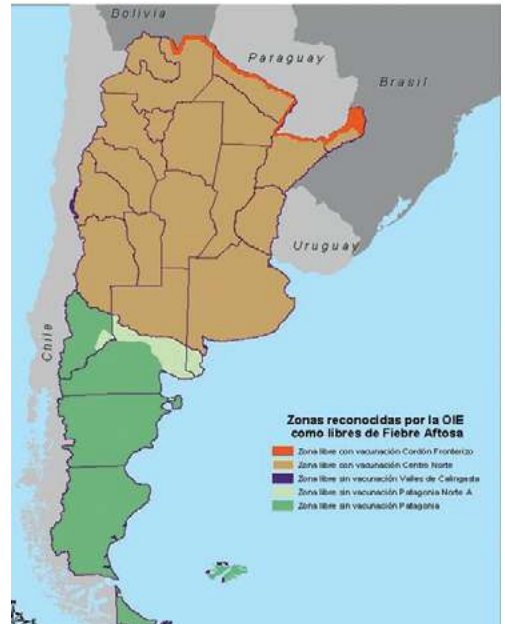 Bolivia
Paraguay
Brasil
Uruguay
Chile
Zonas reconocidas por la OIE
como libres de Fiebre Aftosa
Zona libre con vacunación Cordón Fronterizo
Zona libre con vacunación Centro Norte
Zona libre sin vacunación Valles de Calingasta
Zona libre sin vacunación Patagonia Norte A
Zona libre sin vacunación Patagonia